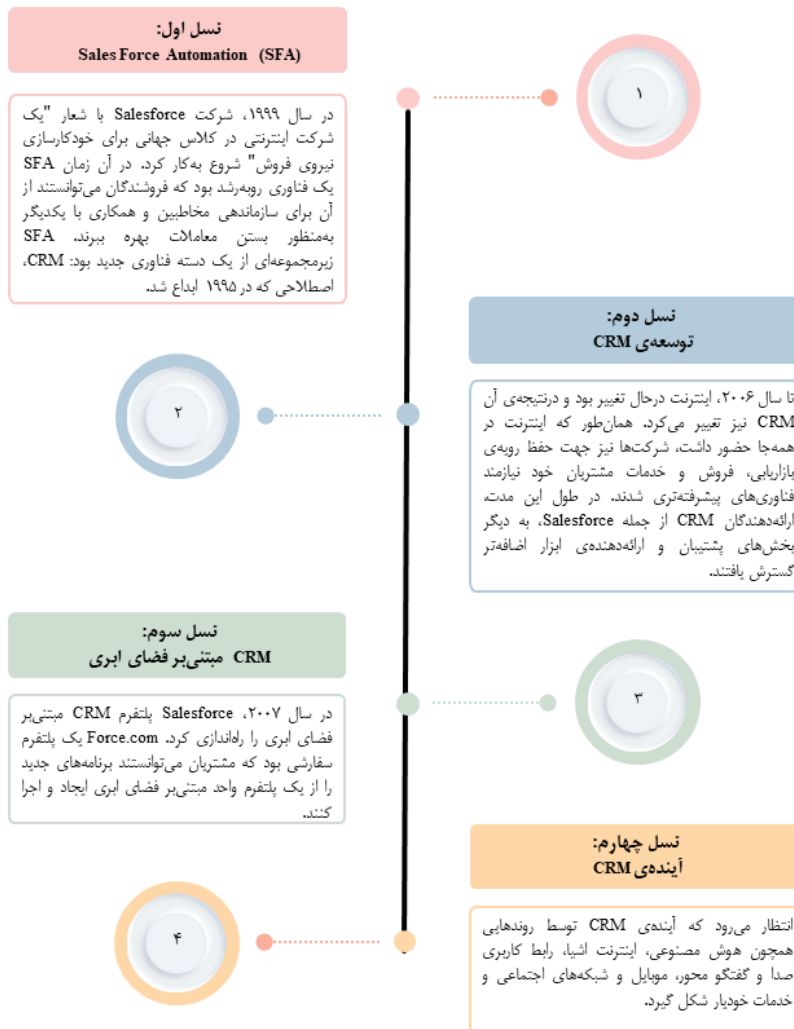 نسل اول:
Sales Force Automation (SFA)
۱
در سال ۱۹۹۹، شرکت Salesforce با شعار "یک
شرکت اینترنتی در کلاس جهانی برای خودکارسازی
نیروی فروش" شروع به‌کار کرد. در آن زمان SFA
یک فناوری روبه‌رشد بود که فروشندگان می‌توانستند از
آن برای سازماندهی مخاطبین و همکاری با یکدیگر
به‌منظور بستن معاملات بهره ببرند. SFA
زیرمجموعه‌ای از یک دسته فناوری جدید بود: CRM،
اصطلاحی که در ۱۹۹۵ ابداع شد.
نسل دوم:
توسعه‌ی CRM
۲
تا سال ۲۰۰۶، اینترنت درحال تغییر بود و درنتیجه‌ی آن
CRM نیز تغییر می‌کرد. همان‌طور که اینترنت در
همه‌جا حضور داشت، شرکت‌ها نیز جهت حفظ رویه‌ی
بازاریابی، فروش و خدمات مشتریان خود نیازمند
فناوری‌های پیشرفته‌تری شدند. در طول این مدت،
ارائه‌دهندگان CRM از جمله Salesforce، به دیگر
بخش‌های پشتیبان و ارائه‌دهنده‌ی ابزار اضافه‌تر
گسترش یافتند.
نسل سوم:
CRM مبتنی‌بر فضای ابری
۳
در سال ۲۰۰۷، Salesforce پلتفرم CRM مبتنی‌بر
فضای ابری را راه‌اندازی کرد. Force.com یک پلتفرم
سفارشی بود که مشتریان می‌توانستند برنامه‌های جدید
را از یک پلتفرم واحد مبتنی‌بر فضای ابری ایجاد و اجرا
کنند.
نسل چهارم:
آینده‌ی CRM
۴
انتظار می‌رود که آینده‌ی CRM توسط روندهایی
همچون هوش مصنوعی، اینترنت اشیا، رابط کاربری
صدا و گفتگو محور، موبایل و شبکه‌های اجتماعی و
خدمات خودیار شکل گیرد.